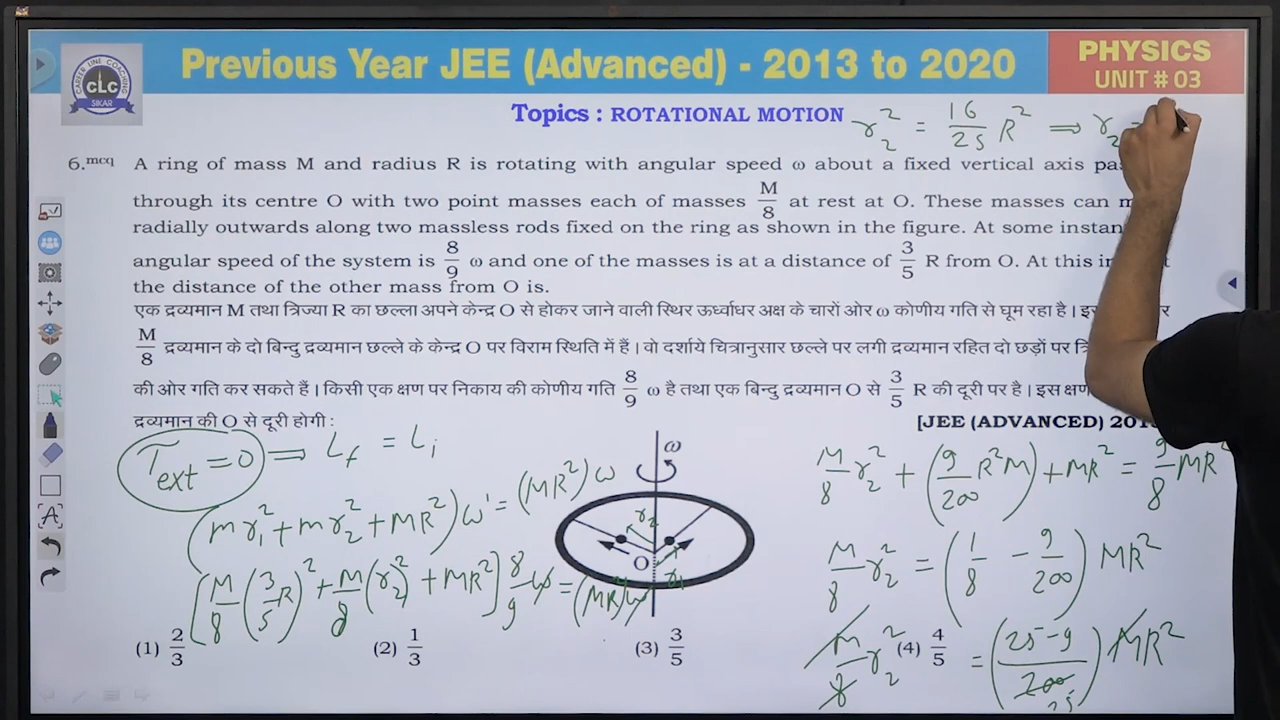 Previous Year JEE (Advanced) - 2013 to 2020
PHYSICS
UNIT # 03
CAREER LINE COACHING
CLC
SIKAR
Topics : ROTATIONAL MOTION
r₂² = 16/25 R² ⟹ r₂
6.mcq A ring of mass M and radius R is rotating with angular speed ω about a fixed vertical axis
through its centre O with two point masses each of masses M/8 at rest at O. These masses can
radially outwards along two massless rods fixed on the ring as shown in the figure. At some
angular speed of the system is 8/9 ω and one of the masses is at a distance of 3/5 R from O. At this
the distance of the other mass from O is.
एक द्रव्यमान M तथा त्रिज्या R का छल्ला अपने केन्द्र O से होकर जाने वाली स्थिर ऊर्ध्वाधर अक्ष के चारों ओर ω कोणीय गति से घूम रहा है।
M/8 द्रव्यमान के दो बिन्दु द्रव्यमान छल्ले के केन्द्र O पर विराम स्थिति में हैं। वो दर्शाये चित्रानुसार छल्ले पर लगी द्रव्यमान रहित दो छड़ों पर
की ओर गति कर सकते हैं। किसी एक क्षण पर निकाय की कोणीय गति 8/9 ω है तथा एक बिन्दु द्रव्यमान O से 3/5 R की दूरी पर है। इस क्षण
द्रव्यमान की O से दूरी होगी :
[JEE (ADVANCED)
τext = 0 ⟹ Lf = Li
(mr₁² + mr₂² + MR²)ω' = (MR²)ω
[M/8 (3/5 R)² + M/8 (r₂)² + MR²] 8/9 ω = (MR²)ω
ω
r₂
O
r₁
M/8 r₂² + (9/200 R²M) + MR² = 9/8 MR²
M/8 r₂² = (1/8 − 9/200) MR²
M/8 r₂² = (25−9/200) MR²
25
(1) 2/3
(2) 1/3
(3) 3/5
(4) 4/5